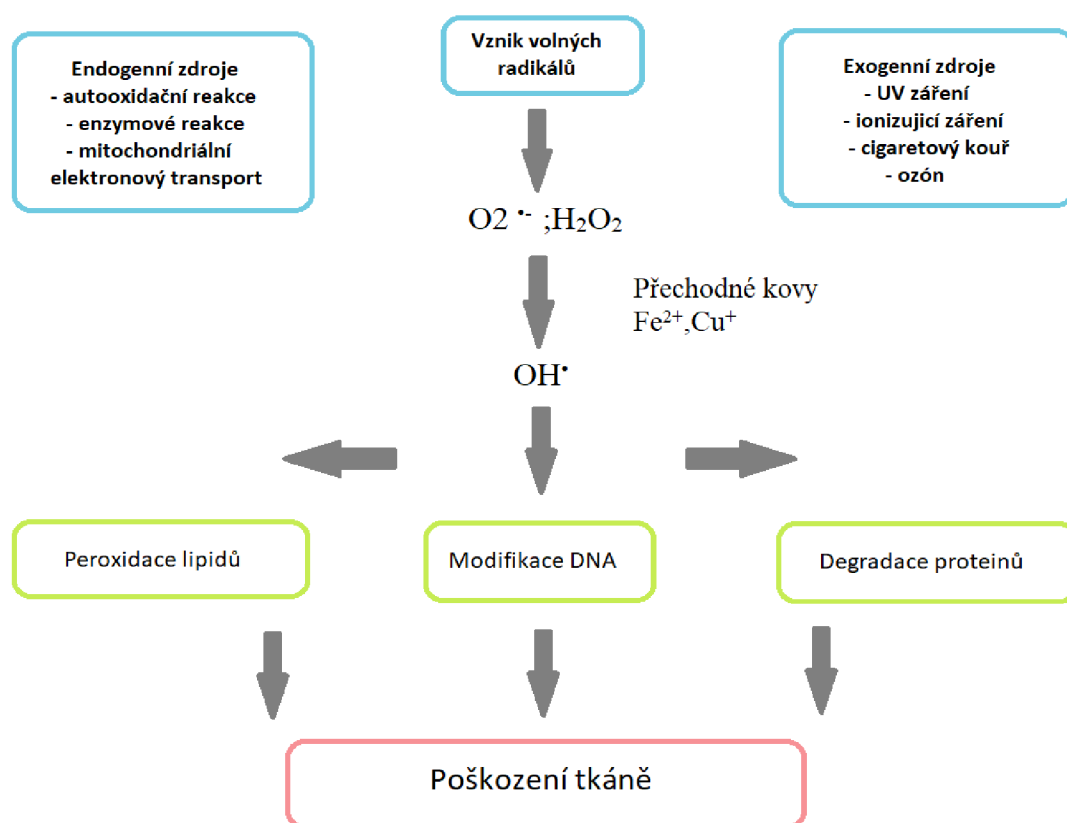 Endogenní zdroje
- autooxidační reakce
- enzymové reakce
- mitochondriální
elektronový transport
Vznik volných
radikálů
Exogenní zdroje
- UV záření
- ionizujicí záření
- cigaretový kouř
- ozón
O2 •- ;H₂O₂
Přechodné kovy
Fe²⁺,Cu⁺
OH•
Peroxidace lipidů
Modifikace DNA
Degradace proteinů
Poškození tkáně